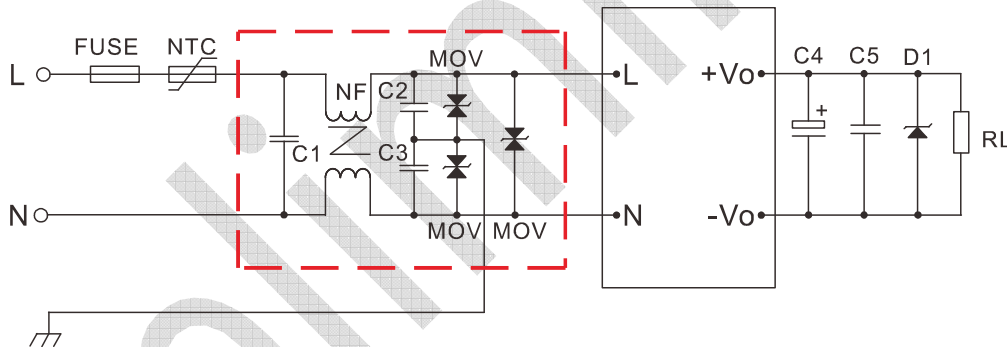 FUSE NTC MOV C4 C5 D1
L NF C2 L +Vo
C1 C3 RL
N MOV MOV N -Vo